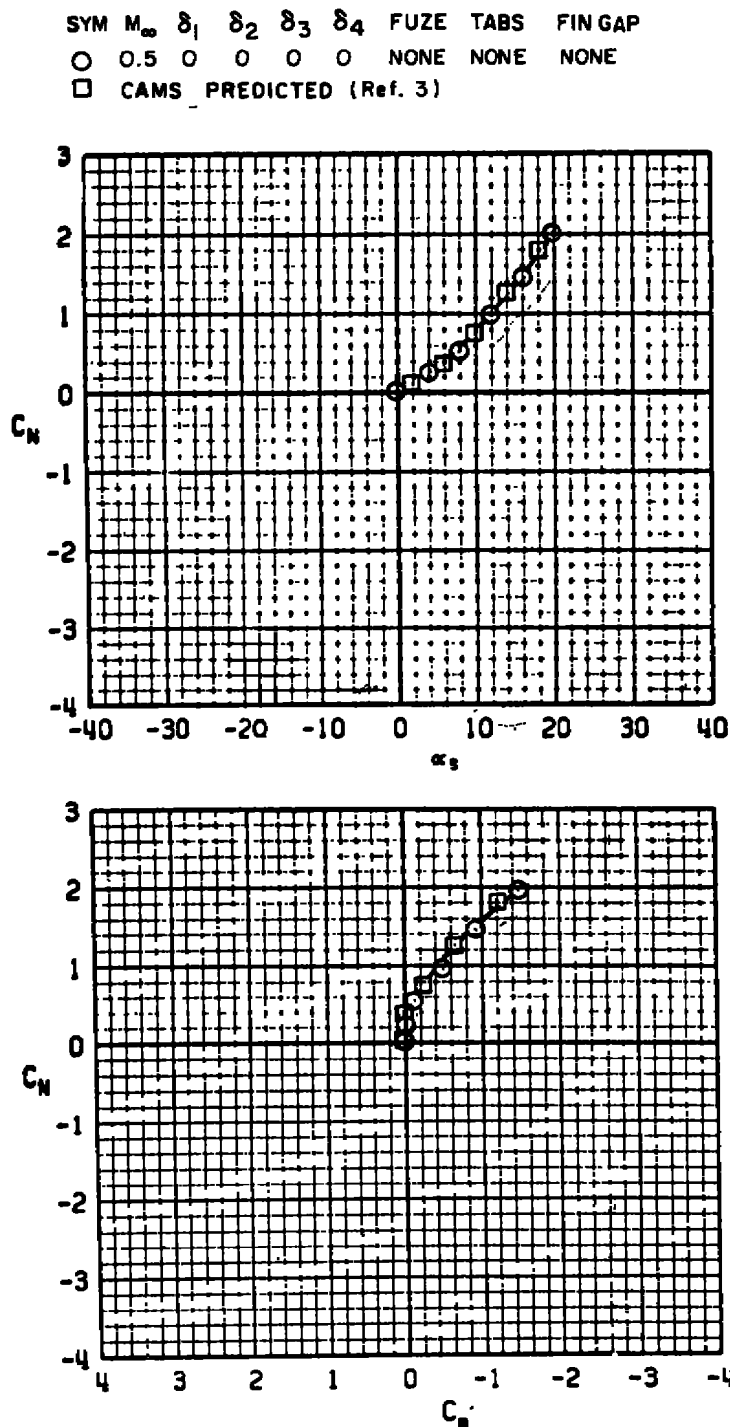 SYM M∞ δ1 δ2 δ3 δ4 FUZE TABS FIN GAP
○ 0.5 0 0 0 0 NONE NONE NONE
□ CAMS PREDICTED (Ref. 3)
3
2
1
0
CN
-1
-2
-3
-4
-40 -30 -20 -10 0 10 20 30 40
αs
3
2
1
0
CN
-1
-2
-3
-4
4 3 2 1 0 -1 -2 -3 -4
Cm